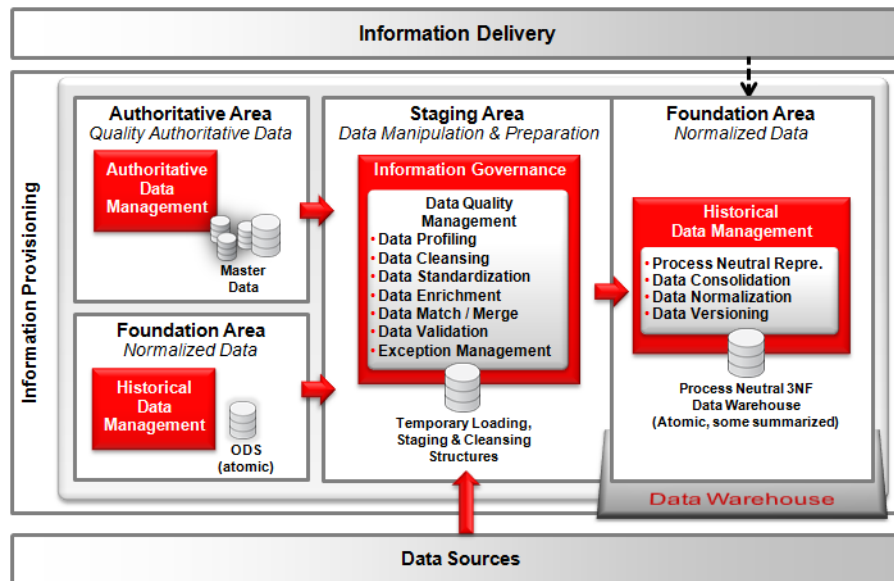 Information Delivery
Information Provisioning
Authoritative Area
Quality Authoritative Data
Authoritative
Data
Management
Master
Data
Foundation Area
Normalized Data
Historical
Data
Management
ODS
(atomic)
Staging Area
Data Manipulation & Preparation
Information Governance
Data Quality
Management
• Data Profiling
• Data Cleansing
• Data Standardization
• Data Enrichment
• Data Match / Merge
• Data Validation
• Exception Management
Temporary Loading,
Staging & Cleansing
Structures
Foundation Area
Normalized Data
Historical
Data Management
• Process Neutral Repre.
• Data Consolidation
• Data Normalization
• Data Versioning
Process Neutral 3NF
Data Warehouse
(Atomic, some summarized)
Data Warehouse
Data Sources